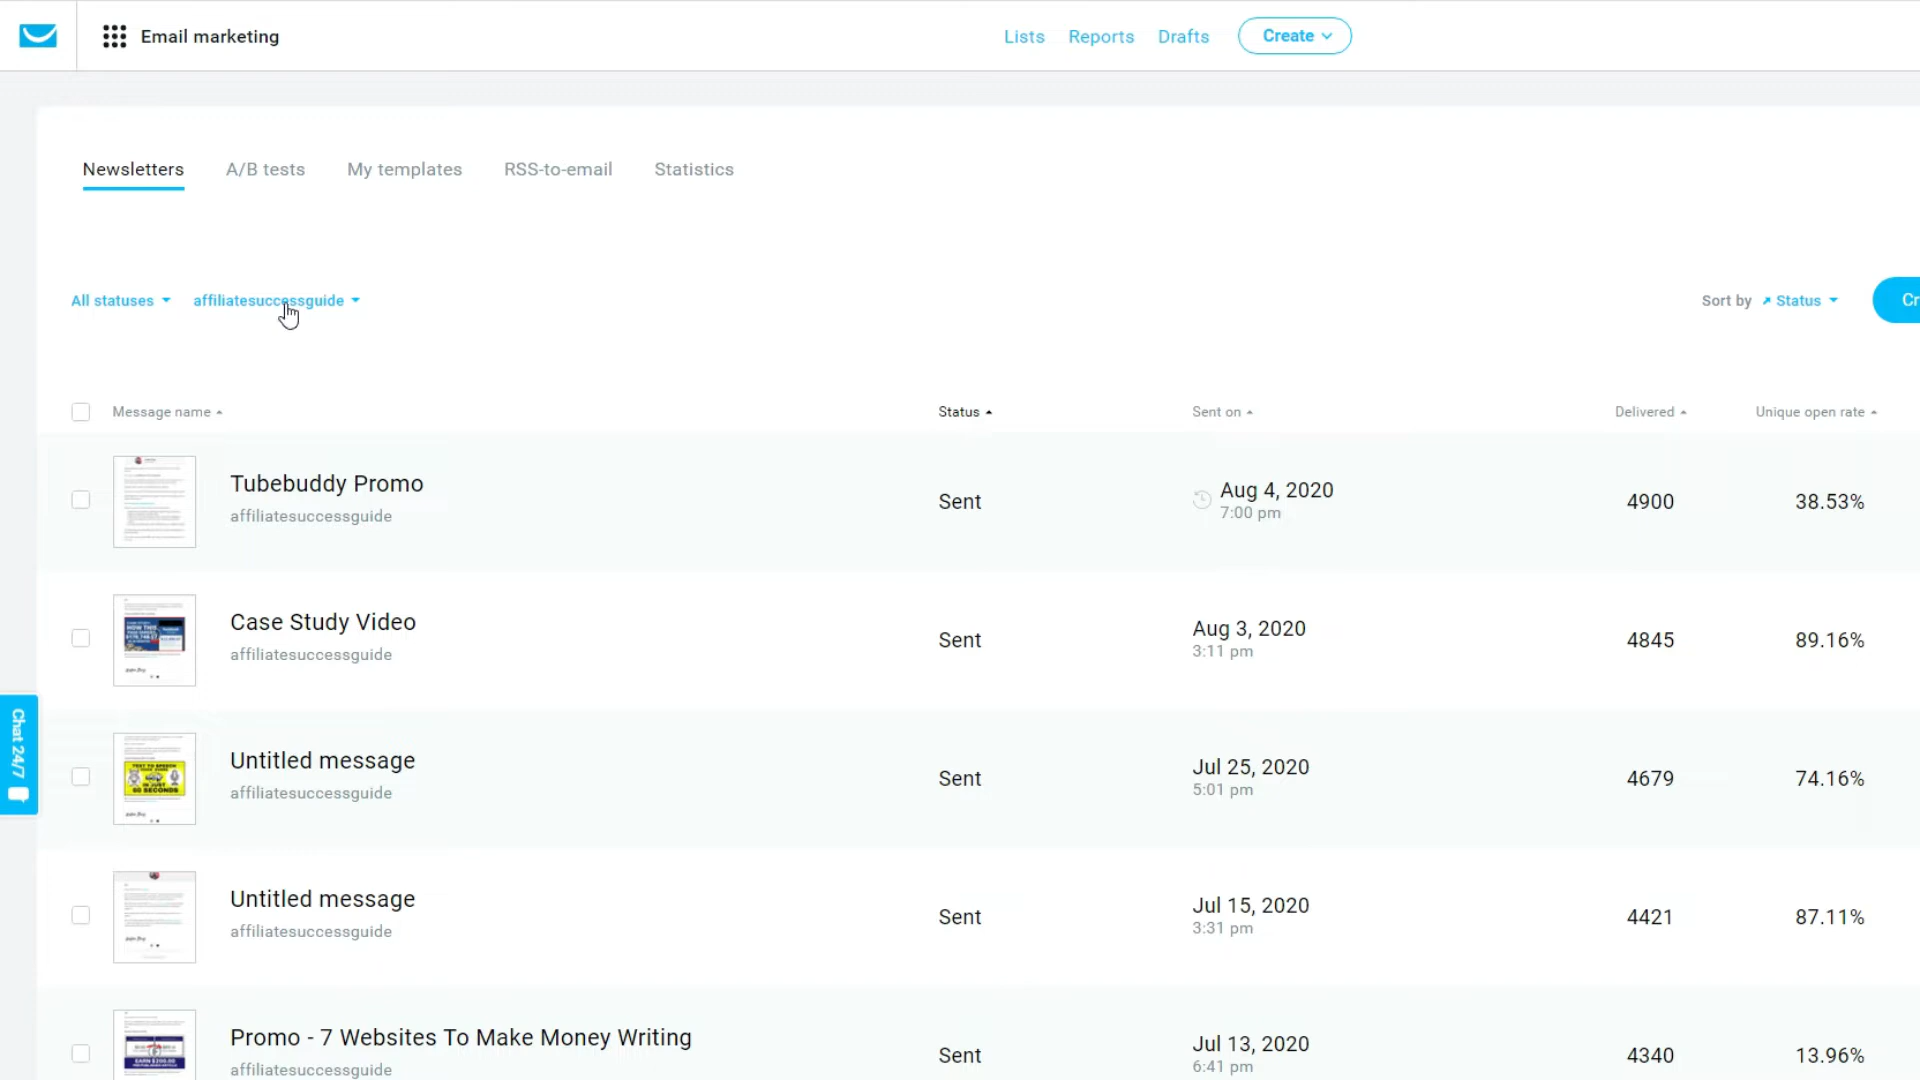 Email marketing
Lists Reports Drafts Create
Newsletters A/B tests My templates RSS-to-email Statistics
All statuses affiliatesuccessguide Sort by Status Cr
Message name Status Sent on Delivered Unique open rate
Tubebuddy Promo
affiliatesuccessguide
Sent
Aug 4, 2020
7:00 pm
4900 38.53%
Case Study Video
affiliatesuccessguide
Sent
Aug 3, 2020
3:11 pm
4845 89.16%
Untitled message
affiliatesuccessguide
Sent
Jul 25, 2020
5:01 pm
4679 74.16%
Chat 24/7
Untitled message
affiliatesuccessguide
Sent
Jul 15, 2020
3:31 pm
4421 87.11%
Promo - 7 Websites To Make Money Writing
affiliatesuccessguide
Sent
Jul 13, 2020
6:41 pm
4340 13.96%